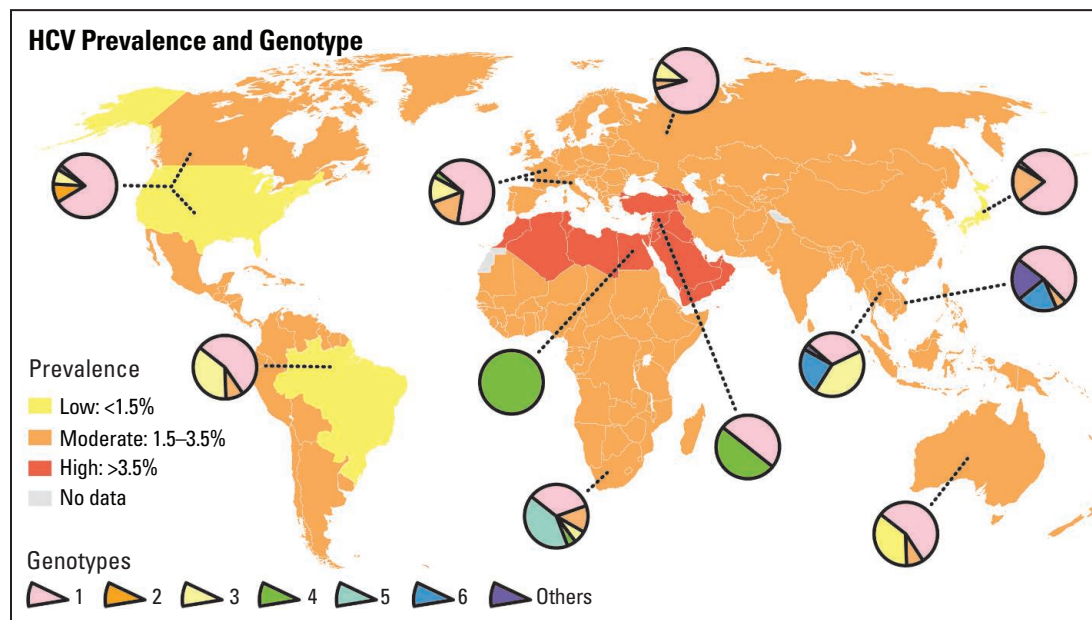 HCV Prevalence and Genotype
Prevalence
Low: <1.5%
Moderate: 1.5–3.5%
High: >3.5%
No data
Genotypes
1 2 3 4 5 6 Others